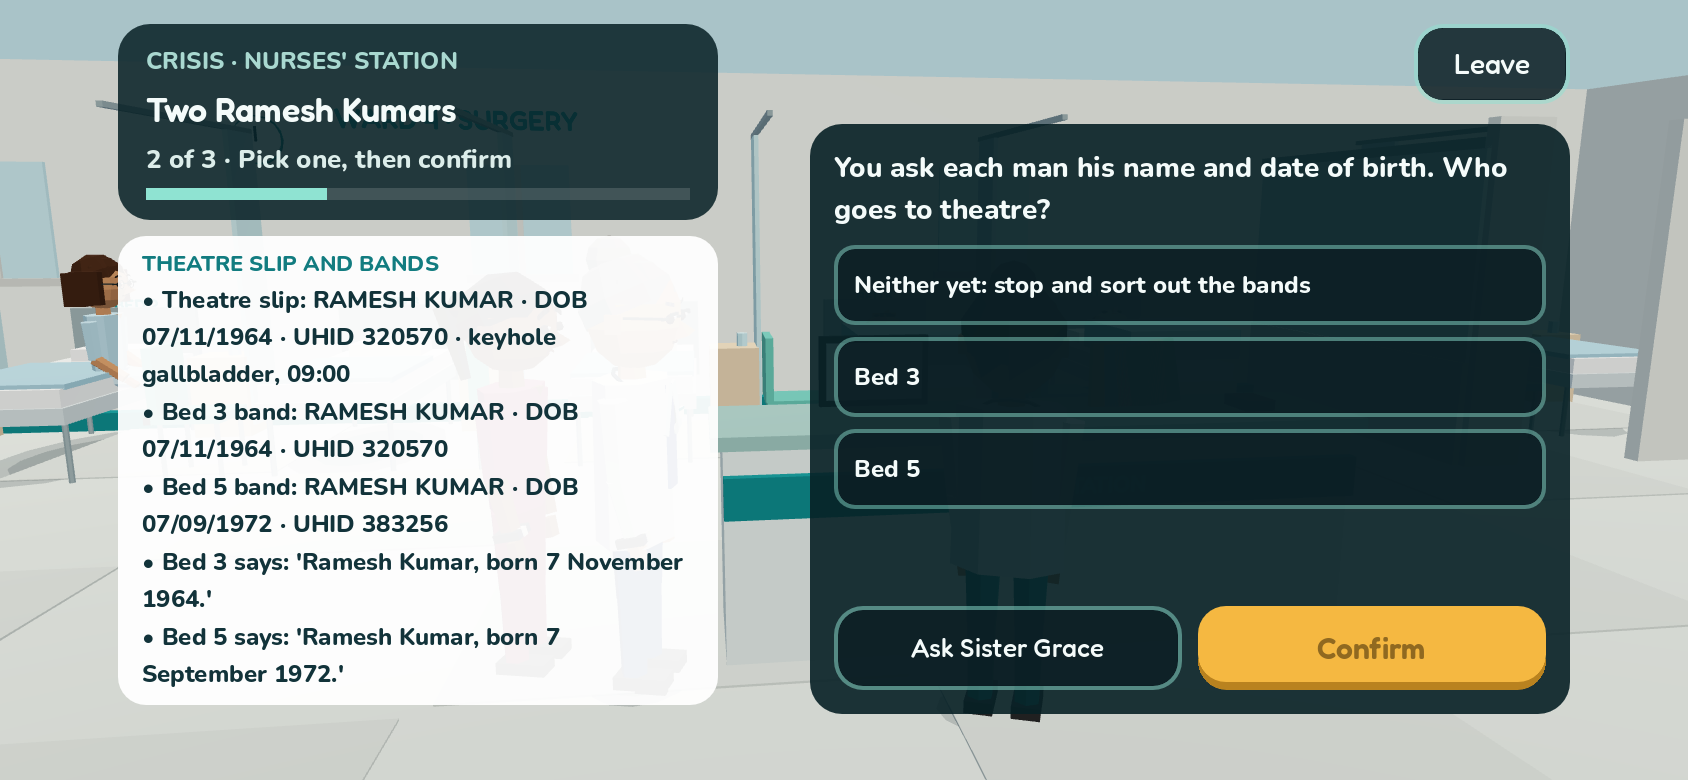 CRISIS · NURSES' STATION
Two Ramesh Kumars
SURGERY
2 of 3 · Pick one, then confirm
THEATRE SLIP AND BANDS
• Theatre slip: RAMESH KUMAR · DOB
07/11/1964 · UHID 320570 · keyhole
gallbladder, 09:00
• Bed 3 band: RAMESH KUMAR · DOB
07/11/1964 · UHID 320570
• Bed 5 band: RAMESH KUMAR · DOB
07/09/1972 · UHID 383256
• Bed 3 says: 'Ramesh Kumar, born 7 November
1964.'
• Bed 5 says: 'Ramesh Kumar, born 7
September 1972.'
Leave
You ask each man his name and date of birth. Who
goes to theatre?
Neither yet: stop and sort out the bands
Bed 3
Bed 5
Ask Sister Grace
Confirm